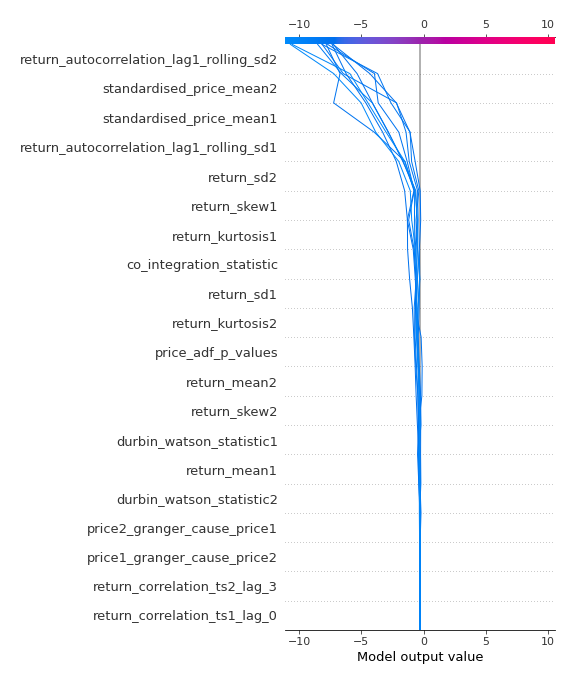 −10 −5 0 5 10
return_autocorrelation_lag1_rolling_sd2
standardised_price_mean2
standardised_price_mean1
return_autocorrelation_lag1_rolling_sd1
return_sd2
return_skew1
return_kurtosis1
co_integration_statistic
return_sd1
return_kurtosis2
price_adf_p_values
return_mean2
return_skew2
durbin_watson_statistic1
return_mean1
durbin_watson_statistic2
price2_granger_cause_price1
price1_granger_cause_price2
return_correlation_ts2_lag_3
return_correlation_ts1_lag_0
−10 −5 0 5 10
Model output value